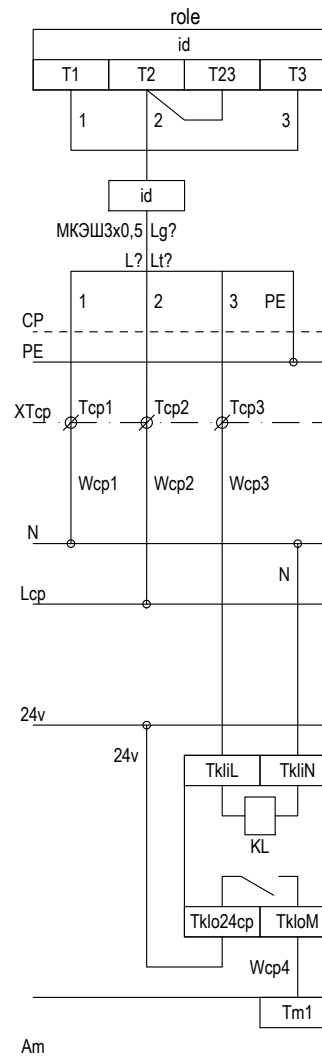 role
id
T1 T2 T23 T3
1 2 3
id
МКЭШ3х0,5 Lg?
L? Lt?
1 2 3 PE
CP
PE
XTcp Tcp1 Tcp2 Tcp3
Wcp1 Wcp2 Wcp3
N
N
Lcp
24v
24v
TkliL TkliN
KL
Tklo24cp TkloM
Wcp4
Tm1
Am